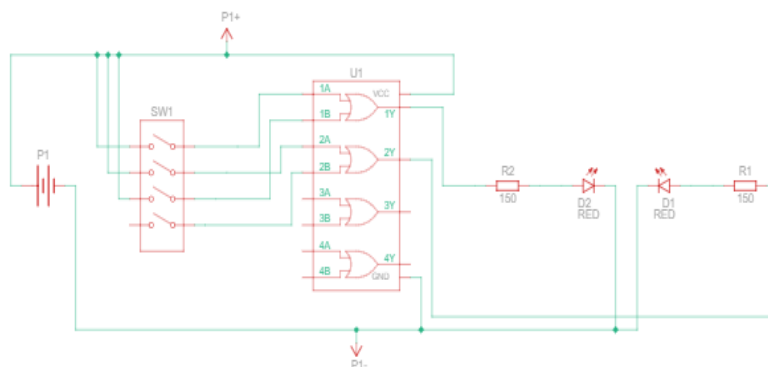 P1+
U1
SW1
P1
1A
1B
2A
2B
3A
3B
4A
4B
VCC
1Y
2Y
3Y
4Y
GND
R2
150
D2
RED
D1
RED
R1
150
P1-